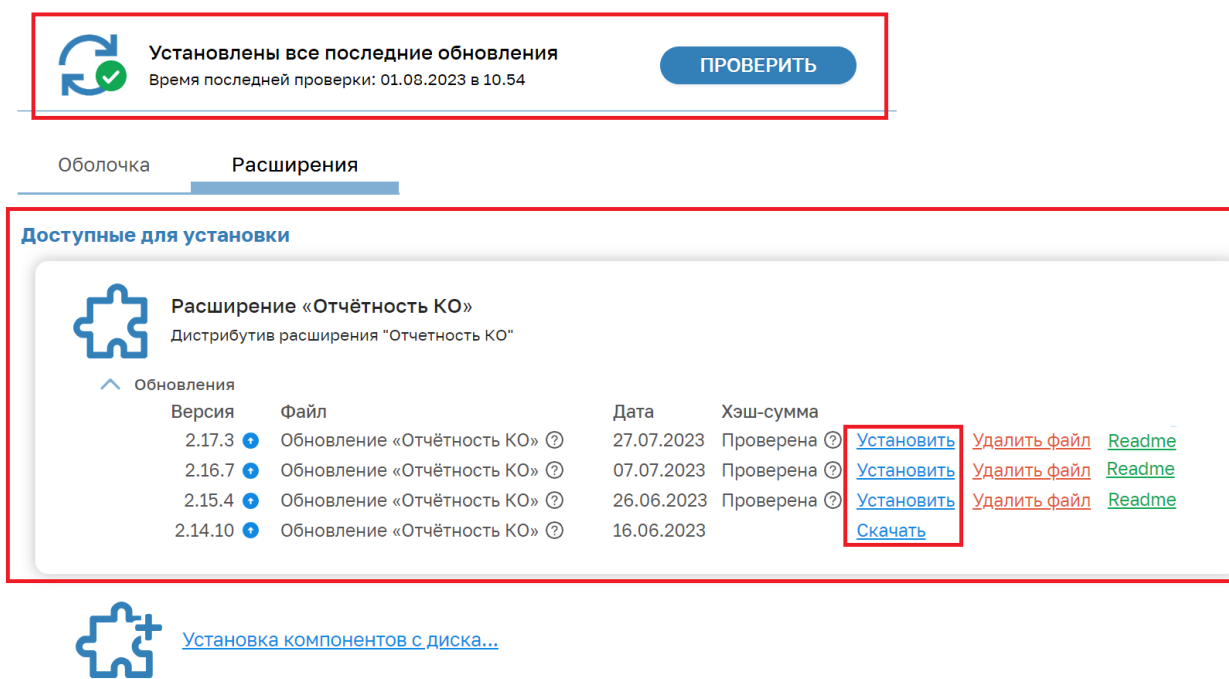 Установлены все последние обновления
Время последней проверки: 01.08.2023 в 10.54
ПРОВЕРИТЬ
Оболочка Расширения
Доступные для установки
Расширение «Отчётность КО»
Дистрибутив расширения "Отчетность КО"
Обновления
Версия Файл Дата Хэш-сумма
2.17.3 Обновление «Отчётность КО» 27.07.2023 Проверена Установить Удалить файл Readme
2.16.7 Обновление «Отчётность КО» 07.07.2023 Проверена Установить Удалить файл Readme
2.15.4 Обновление «Отчётность КО» 26.06.2023 Проверена Установить Удалить файл Readme
2.14.10 Обновление «Отчётность КО» 16.06.2023 Скачать
Установка компонентов с диска...